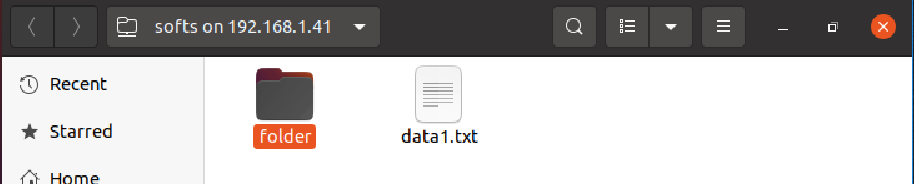 softs on 192.168.1.41
Recent
Starred
Home
folder
data1.txt